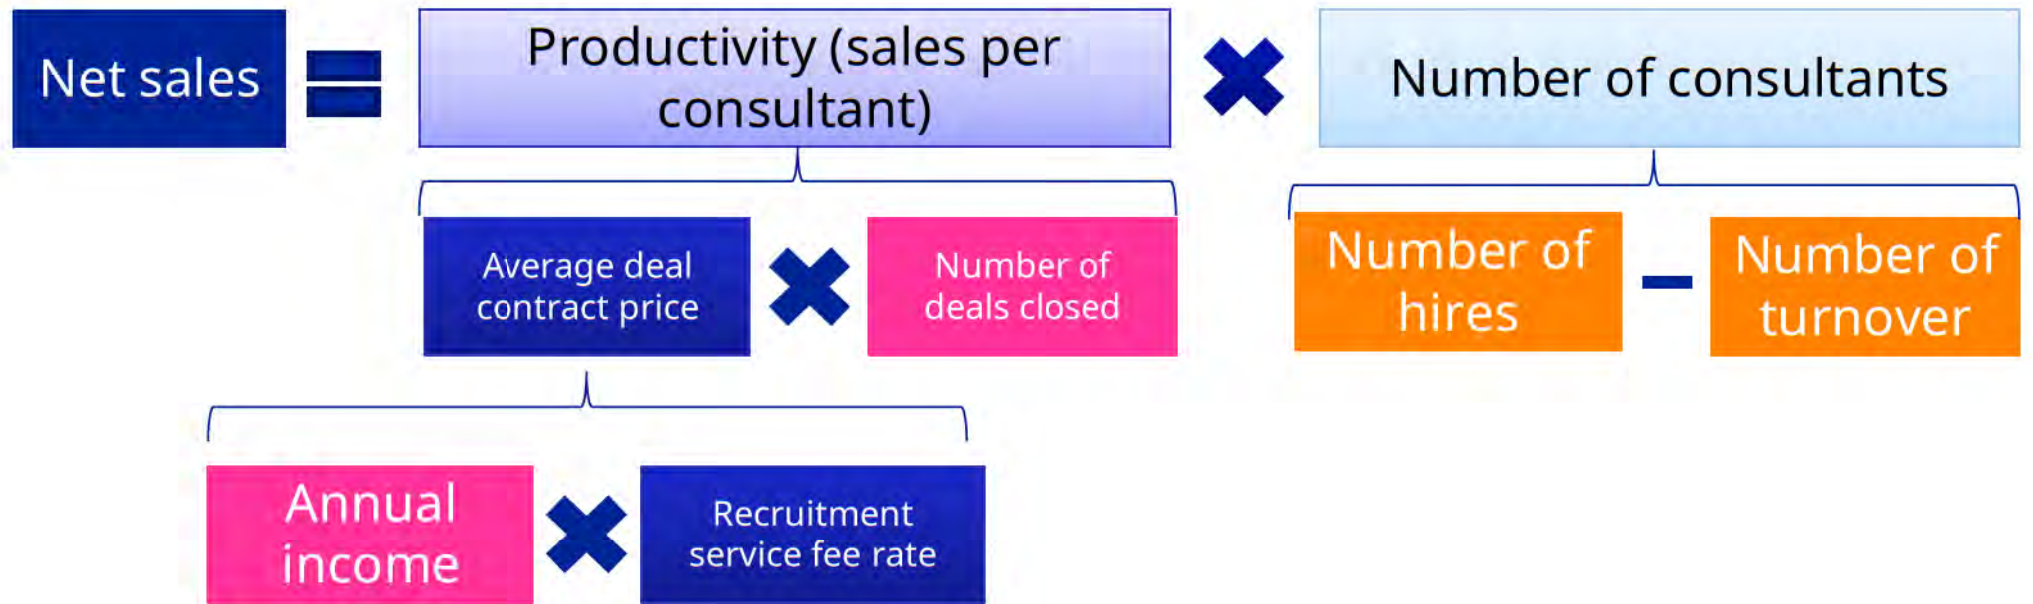 Net sales
Productivity (sales per
consultant)
Number of consultants
Average deal
contract price
Number of
deals closed
Number of
hires
Number of
turnover
Annual
income
Recruitment
service fee rate